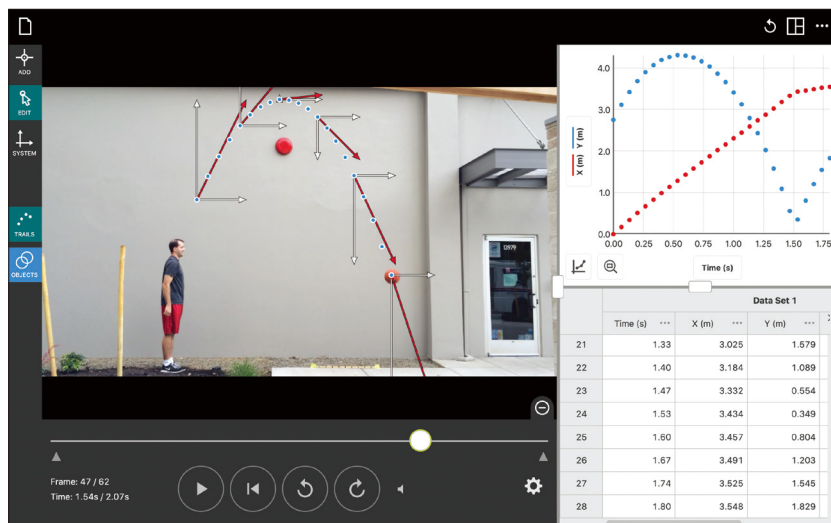 ADD
EDIT
SYSTEM
TRAILS
OBJECTS
0979
Frame: 47 / 62
Time: 1.54s / 2.07s
X (m) Y (m)
4.0
3.0
2.0
1.0
0.0
0.00 0.25 0.50 0.75 1.00 1.25 1.50 1.75
Time (s)
Data Set 1
Time (s) X (m) Y (m)
21 1.33 3.025 1.579
22 1.40 3.184 1.089
23 1.47 3.332 0.554
24 1.53 3.434 0.349
25 1.60 3.457 0.804
26 1.67 3.491 1.203
27 1.74 3.525 1.545
28 1.80 3.548 1.829